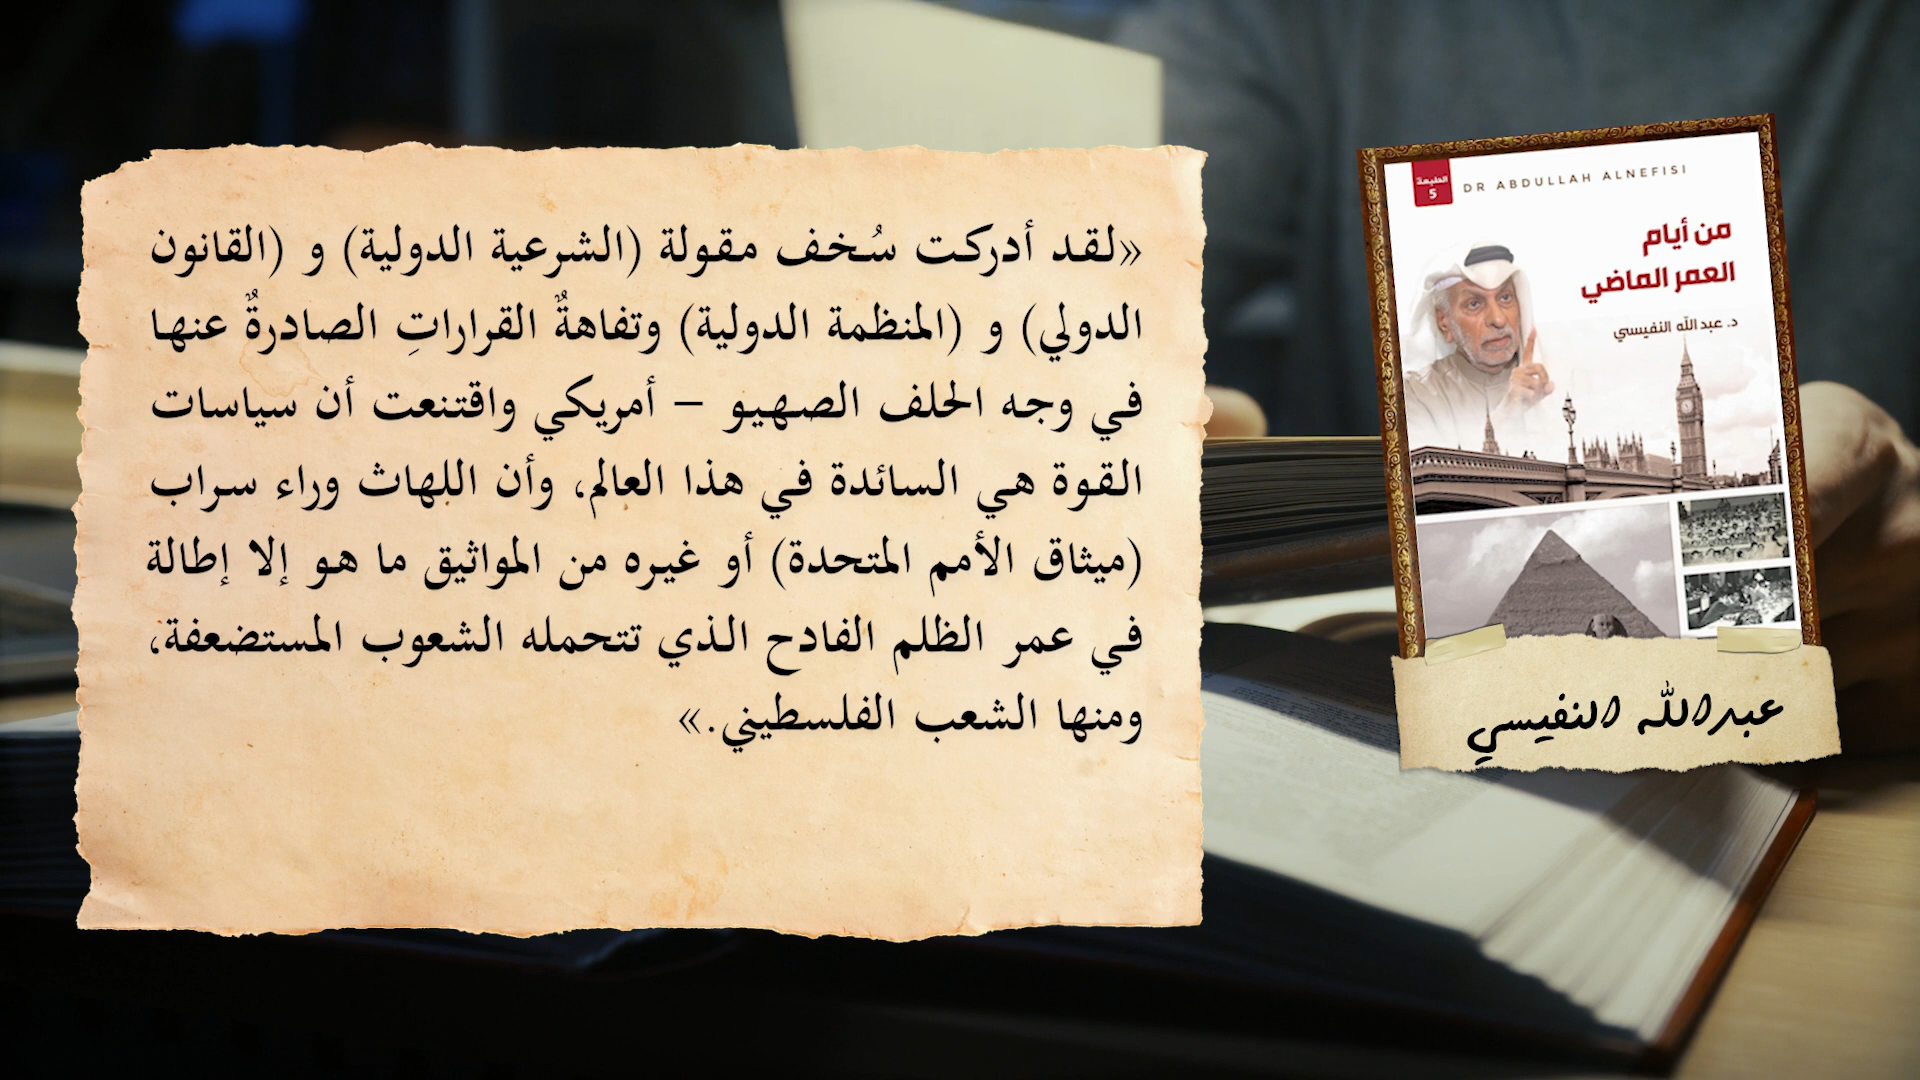 «لقد أدركت سُخف مقولة (الشرعية الدولية) و (القانون
الدولي) و (المنظمة الدولية) وتفاهةٌ القراراتِ الصادرةٌ عنها
في وجه الحلف الصهيو – أمريكي واقتنعت أن سياسات
القوة هي السائدة في هذا العالم، وأن اللهاث وراء سراب
(ميثاق الأمم المتحدة) أو غيره من المواثيق ما هو إلا إطالة
في عمر الظلم الفادح الذي تتحمله الشعوب المستضعفة،
ومنها الشعب الفلسطيني.»
الطبعة
5
DR ABDULLAH ALNEFISI
من أيام
العمر الماضي
د. عبدالله النفيسي
عبدالله النفيسي